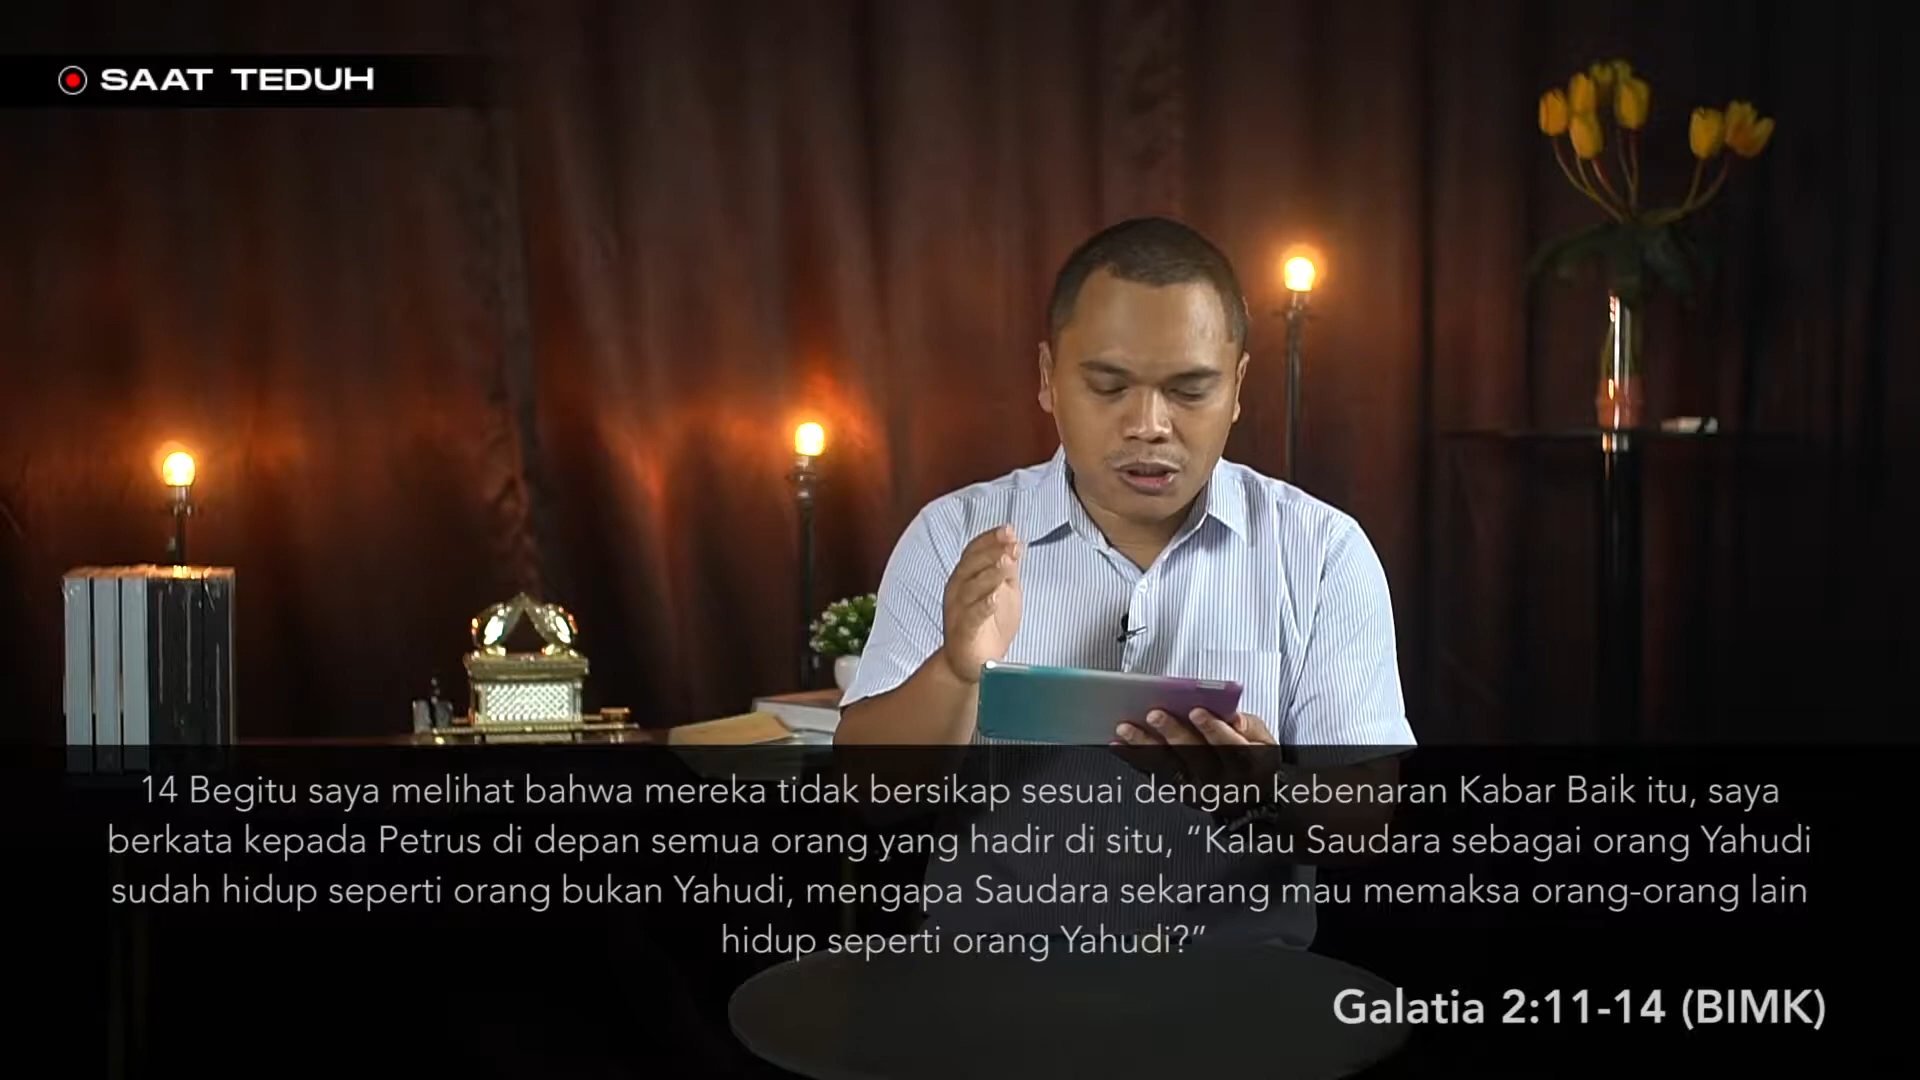 SAAT TEDUH
14 Begitu saya melihat bahwa mereka tidak bersikap sesuai dengan kebenaran Kabar Baik itu, saya
berkata kepada Petrus di depan semua orang yang hadir di situ, “Kalau Saudara sebagai orang Yahudi
sudah hidup seperti orang bukan Yahudi, mengapa Saudara sekarang mau memaksa orang-orang lain
hidup seperti orang Yahudi?”
Galatia 2:11-14 (BIMK)